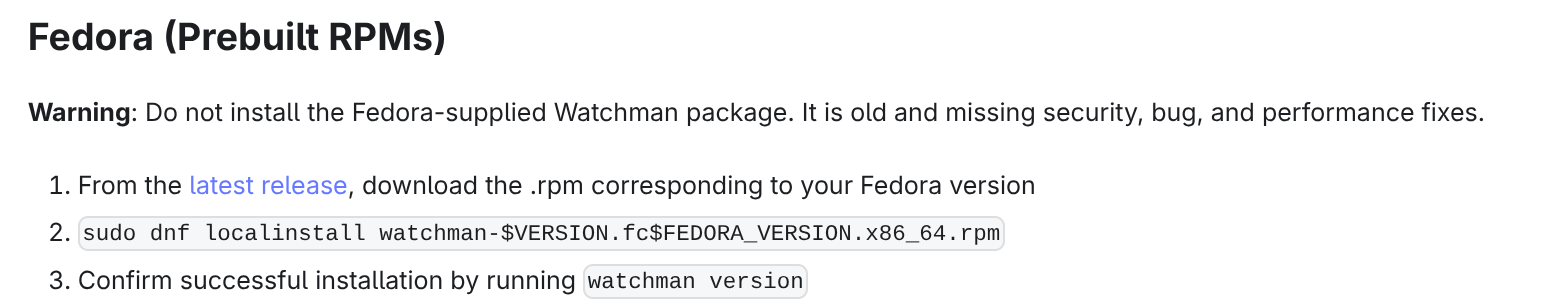 Fedora (Prebuilt RPMs)
Warning: Do not install the Fedora-supplied Watchman package. It is old and missing security, bug, and performance fixes.
1. From the latest release, download the .rpm corresponding to your Fedora version
2. sudo dnf localinstall watchman-$VERSION.fc$FEDORA_VERSION.x86_64.rpm
3. Confirm successful installation by running watchman version